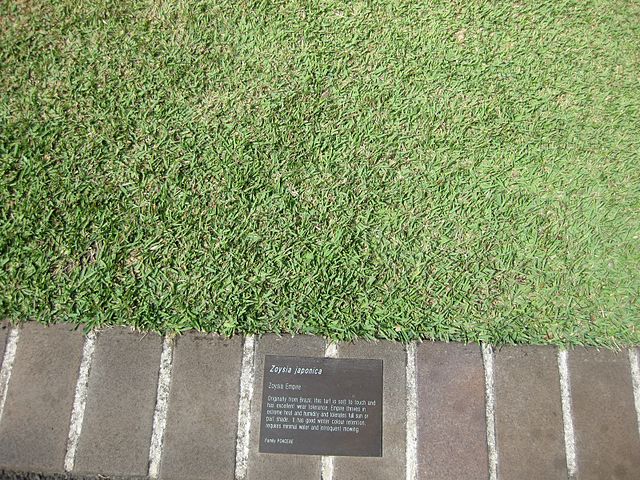 Zoysia japonica
Zoysia Empire
Originally from Brazil, this turf is soft to touch and
has excellent wear tolerance. Empire thrives in
extreme heat and humidity and tolerates full sun or
part shade. It has good winter colour retention,
requires minimal water and infrequent mowing.
Family POACEAE